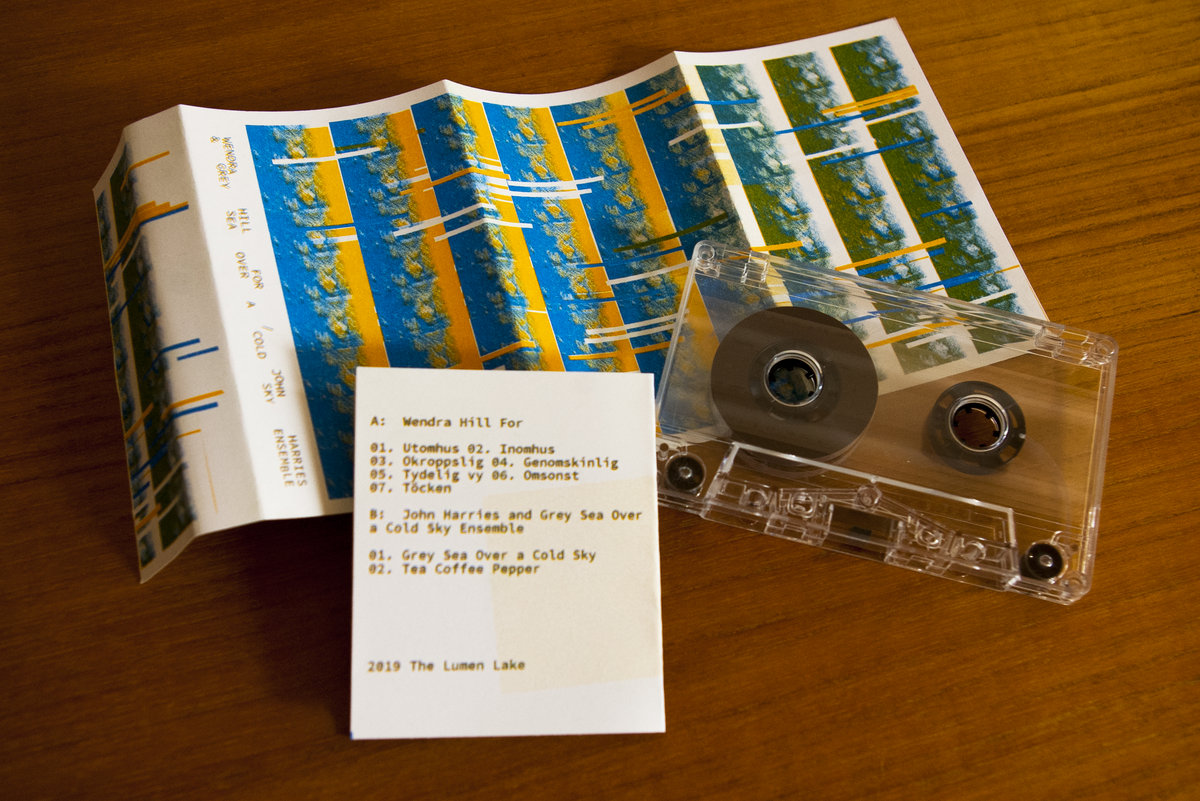 WENDRA HILL FOR / JOHN HARRIES
& GREY SEA OVER A COLD SKY ENSEMBLE
A: Wendra Hill For
01. Utomhus 02. Inomhus
03. Okroppslig 04. Genomskinlig
05. Tydelig vy 06. Omsonst
07. Töcken
B: John Harries and Grey Sea Over
a Cold Sky Ensemble
01. Grey Sea Over a Cold Sky
02. Tea Coffee Pepper
2019 The Lumen Lake